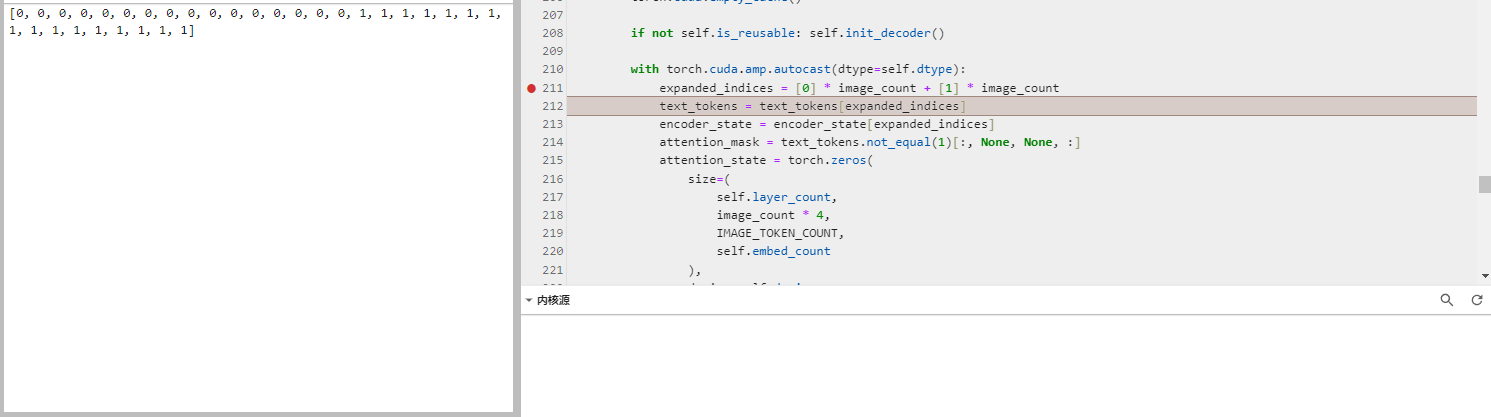 [0, 0, 0, 0, 0, 0, 0, 0, 0, 0, 0, 0, 0, 0, 0, 0, 1, 1, 1, 1, 1, 1, 1,
1, 1, 1, 1, 1, 1, 1, 1, 1]
206 torch.cuda.empty_cache()
207
208 if not self.is_reusable: self.init_decoder()
209
210 with torch.cuda.amp.autocast(dtype=self.dtype):
211 expanded_indices = [0] * image_count + [1] * image_count
212 text_tokens = text_tokens[expanded_indices]
213 encoder_state = encoder_state[expanded_indices]
214 attention_mask = text_tokens.not_equal(1)[:, None, None, :]
215 attention_state = torch.zeros(
216 size=(
217 self.layer_count,
218 image_count * 4,
219 IMAGE_TOKEN_COUNT,
220 self.embed_count
221 ),
内核源